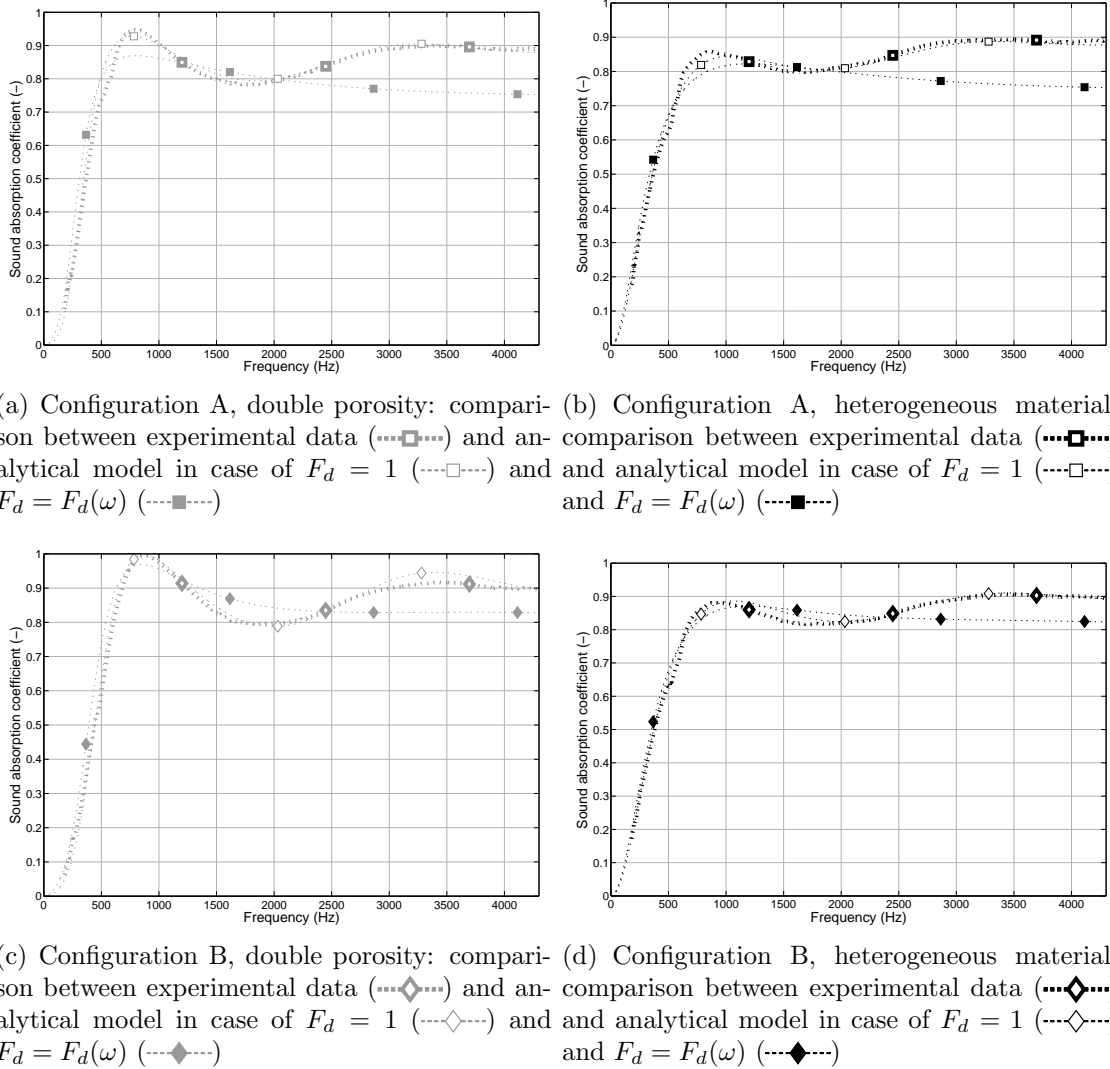 1
0.9
0.8
0.7
0.6
0.5
0.4
0.3
0.2
0.1
0
0 500 1000 1500 2000 2500 3000 3500 4000
Sound absorption coefficient (−)
Frequency (Hz)
1
0.9
0.8
0.7
0.6
0.5
0.4
0.3
0.2
0.1
0
0 500 1000 1500 2000 2500 3000 3500 4000
Sound absorption coefficient (−)
Frequency (Hz)
(a) Configuration A, double porosity: compari-
son between experimental data ( ) and an-
alytical model in case of F_d = 1 ( ) and
F_d = F_d(ω) ( )
(b) Configuration A, heterogeneous material
comparison between experimental data (
and analytical model in case of F_d = 1 (
and F_d = F_d(ω) ( )
1
0.9
0.8
0.7
0.6
0.5
0.4
0.3
0.2
0.1
0
0 500 1000 1500 2000 2500 3000 3500 4000
Sound absorption coefficient (−)
Frequency (Hz)
1
0.9
0.8
0.7
0.6
0.5
0.4
0.3
0.2
0.1
0
0 500 1000 1500 2000 2500 3000 3500 4000
Sound absorption coefficient (−)
Frequency (Hz)
(c) Configuration B, double porosity: compari-
son between experimental data ( ) and an-
alytical model in case of F_d = 1 ( ) and
F_d = F_d(ω) ( )
(d) Configuration B, heterogeneous material
comparison between experimental data (
and analytical model in case of F_d = 1 (
and F_d = F_d(ω) ( )